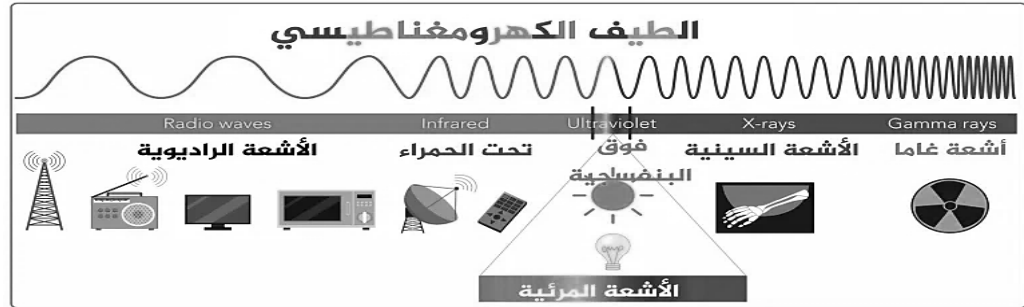 الطيف الكهرومغناطيسي
Radio waves Infrared Ultraviolet X-rays Gamma rays
الأشعة الراديوية تحت الحمراء فوق الأشعة السينية أشعة غاما
البنفسجية
الأشعة المرئية